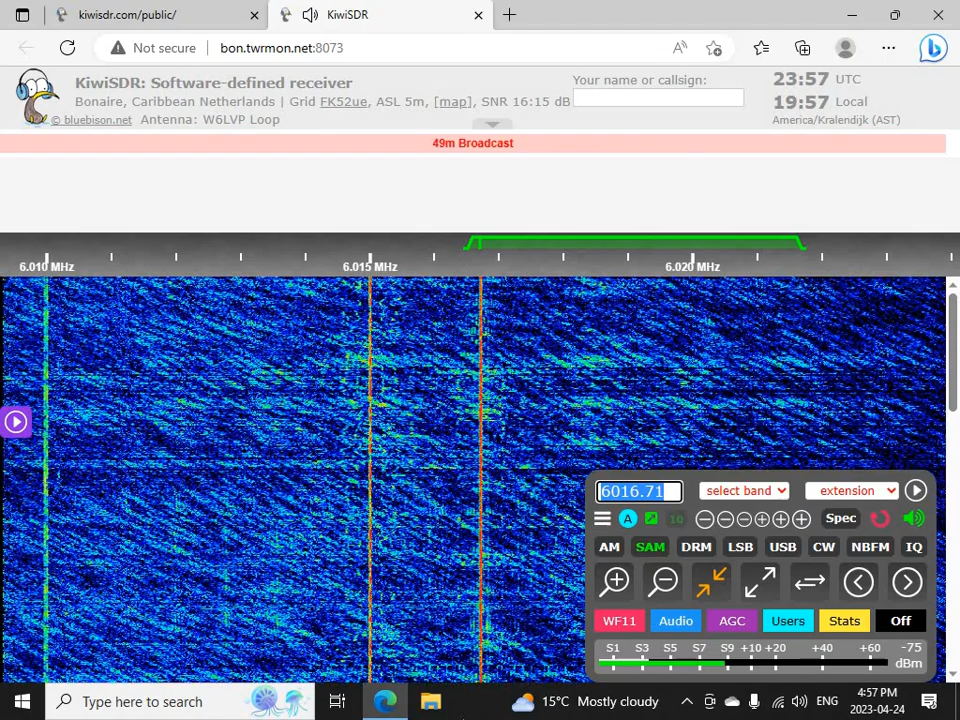 kiwisdr.com/public/
KiwiSDR
Not secure
bon.twrmon.net:8073
KiwiSDR: Software-defined receiver
Bonaire, Caribbean Netherlands | Grid FK52ue, ASL 5m, [map], SNR 16:15 dB
© bluebison.net Antenna: W6LVP Loop
Your name or callsign:
23:57 UTC
19:57 Local
America/Kralendijk (AST)
49m Broadcast
6.010 MHz 6.015 MHz 6.020 MHz
6016.71 select band extension
A 10 Spec
AM SAM DRM LSB USB CW NBFM IQ
WF11 Audio AGC Users Stats Off
S1 S3 S5 S7 S9 +10 +20 +40 +60 -75
dBm
Type here to search
15°C Mostly cloudy
ENG
4:57 PM
2023-04-24